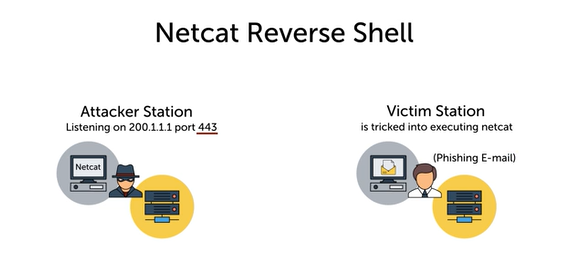 Netcat Reverse Shell
Attacker Station
Listening on 200.1.1.1 port 443
Netcat
Victim Station
is tricked into executing netcat
(Phishing E-mail)